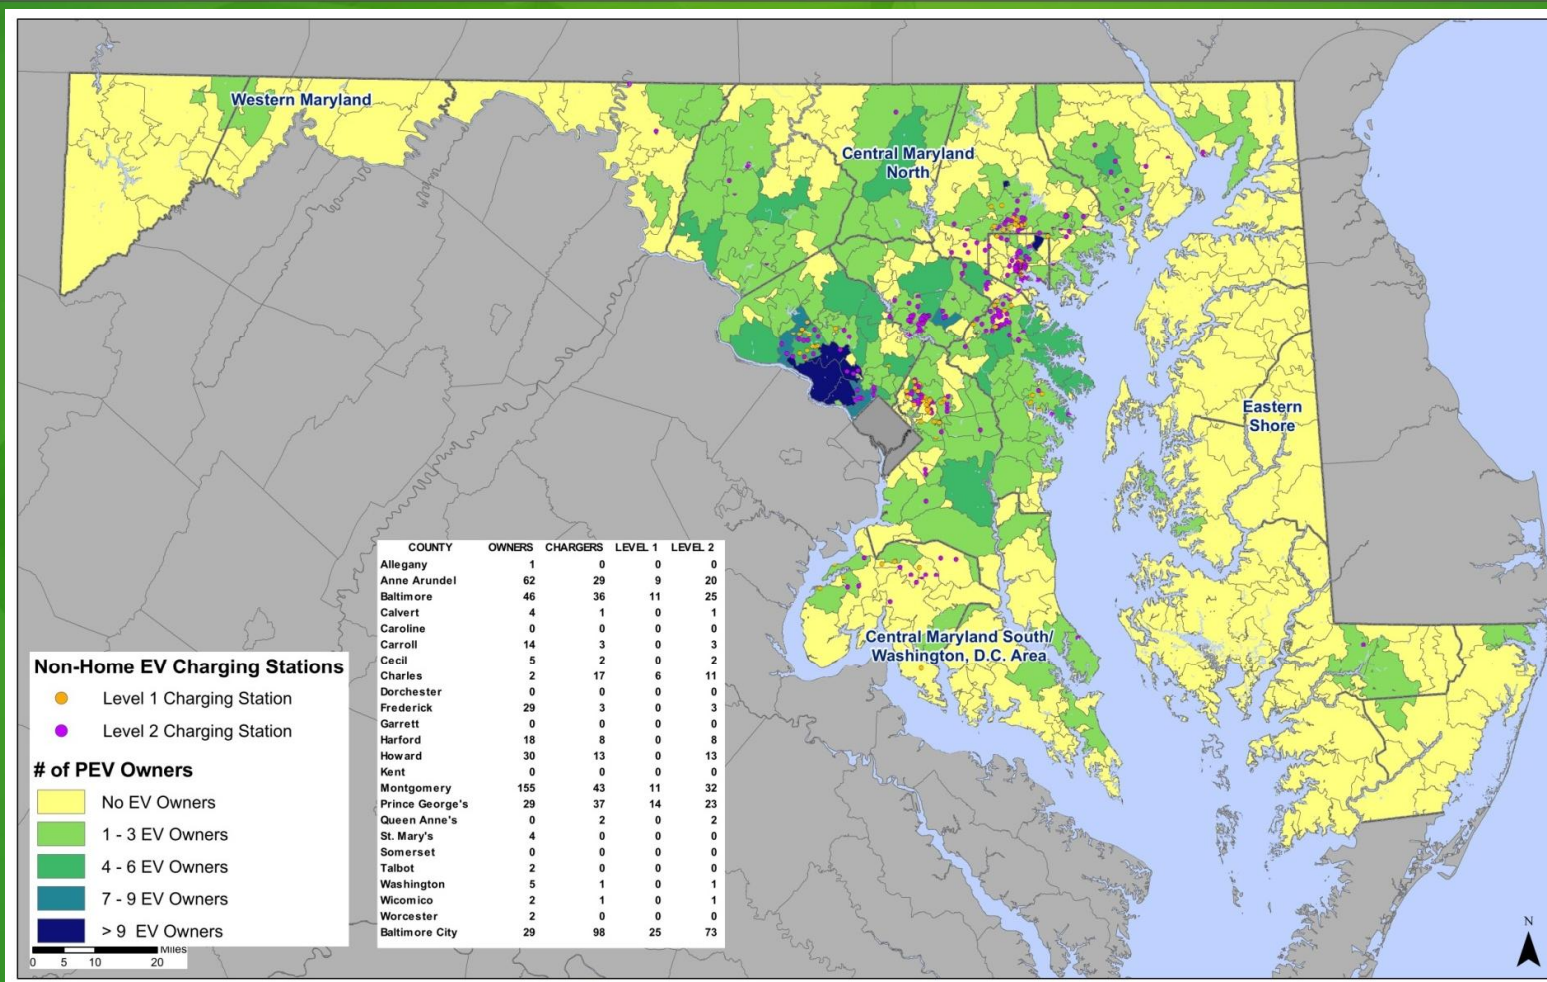 Western Maryland
Central Maryland
North
Eastern
Shore
Central Maryland South/
Washington, D.C. Area
COUNTY OWNERS CHARGERS LEVEL 1 LEVEL 2
Allegany 1 0 0 0
Anne Arundel 62 29 9 20
Baltimore 46 36 11 25
Calvert 4 1 0 1
Caroline 0 0 0 0
Carroll 14 3 0 3
Cecil 5 2 0 2
Charles 2 17 6 11
Dorchester 0 0 0 0
Frederick 29 3 0 3
Garrett 0 0 0 0
Harford 18 8 0 8
Howard 30 13 0 13
Kent 0 0 0 0
Montgomery 155 43 11 32
Prince George's 29 37 14 23
Queen Anne's 0 2 0 2
St. Mary's 4 0 0 0
Somerset 0 0 0 0
Talbot 2 0 0 0
Washington 5 1 0 1
Wicomico 2 1 0 1
Worcester 2 0 0 0
Baltimore City 29 98 25 73
Non-Home EV Charging Stations
Level 1 Charging Station
Level 2 Charging Station
# of PEV Owners
No EV Owners
1 - 3 EV Owners
4 - 6 EV Owners
7 - 9 EV Owners
> 9 EV Owners
Miles
0 5 10 20
N